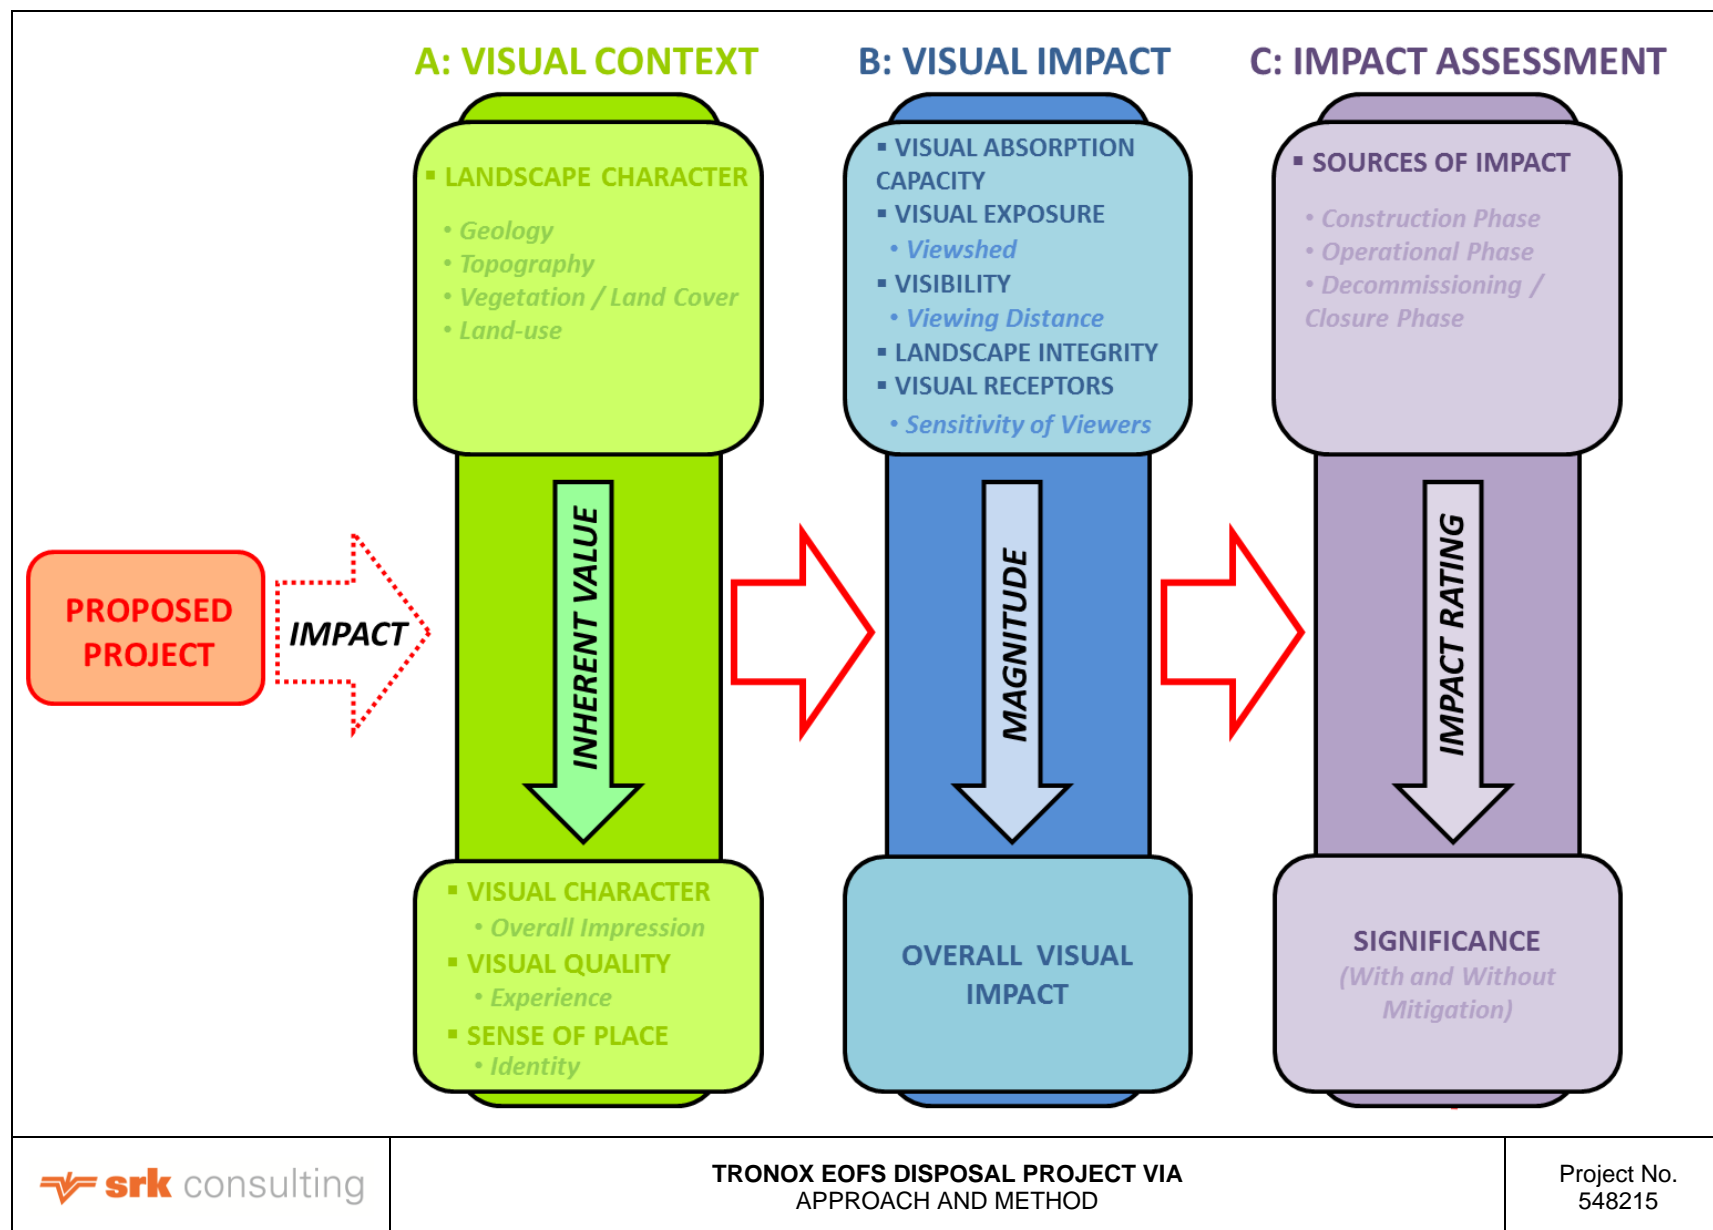 A: VISUAL CONTEXT
▪ LANDSCAPE CHARACTER
• Geology
• Topography
• Vegetation / Land Cover
• Land-use
INHERENT VALUE
▪ VISUAL CHARACTER
• Overall Impression
▪ VISUAL QUALITY
• Experience
▪ SENSE OF PLACE
• Identity
B: VISUAL IMPACT
▪ VISUAL ABSORPTION
CAPACITY
▪ VISUAL EXPOSURE
• Viewshed
▪ VISIBILITY
• Viewing Distance
▪ LANDSCAPE INTEGRITY
▪ VISUAL RECEPTORS
• Sensitivity of Viewers
MAGNITUDE
OVERALL VISUAL
IMPACT
C: IMPACT ASSESSMENT
▪ SOURCES OF IMPACT
• Construction Phase
• Operational Phase
• Decommissioning /
Closure Phase
IMPACT RATING
SIGNIFICANCE
(With and Without
Mitigation)
PROPOSED
PROJECT
IMPACT
srk consulting
TRONOX EOFS DISPOSAL PROJECT VIA
APPROACH AND METHOD
Project No.
548215